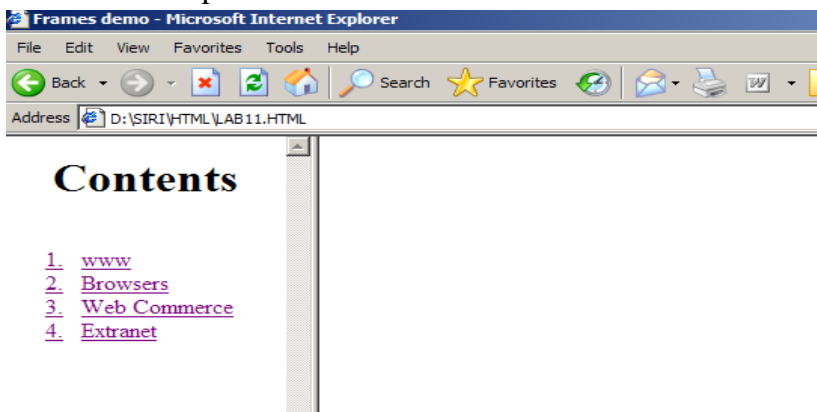 Frames demo - Microsoft Internet Explorer
File Edit View Favorites Tools Help
Back Search Favorites
Address D:\SIRI\HTML\LAB11.HTML
Contents
1. www
2. Browsers
3. Web Commerce
4. Extranet